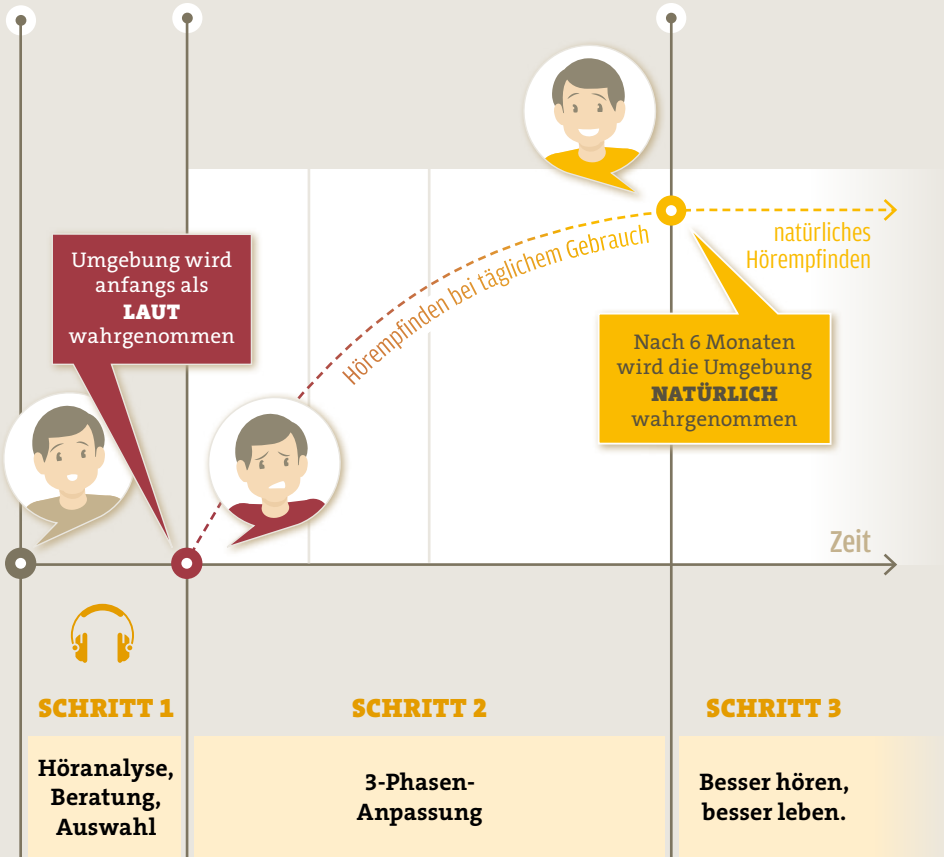 Umgebung wird
anfangs als
LAUT
wahrgenommen
Hörempfinden bei täglichem Gebrauch
natürliches
Hörempfinden
Nach 6 Monaten
wird die Umgebung
NATÜRLICH
wahrgenommen
Zeit
SCHRITT 1
Höranalyse,
Beratung,
Auswahl
SCHRITT 2
3-Phasen-
Anpassung
SCHRITT 3
Besser hören,
besser leben.